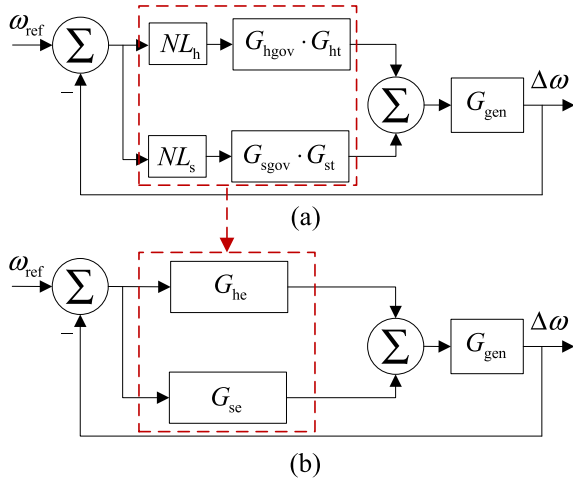 ω_ref
∑
NL_h
G_hgov · G_ht
∑
G_gen
Δω
−
NL_s
G_sgov · G_st
(a)
ω_ref
∑
G_he
∑
G_gen
Δω
−
G_se
(b)